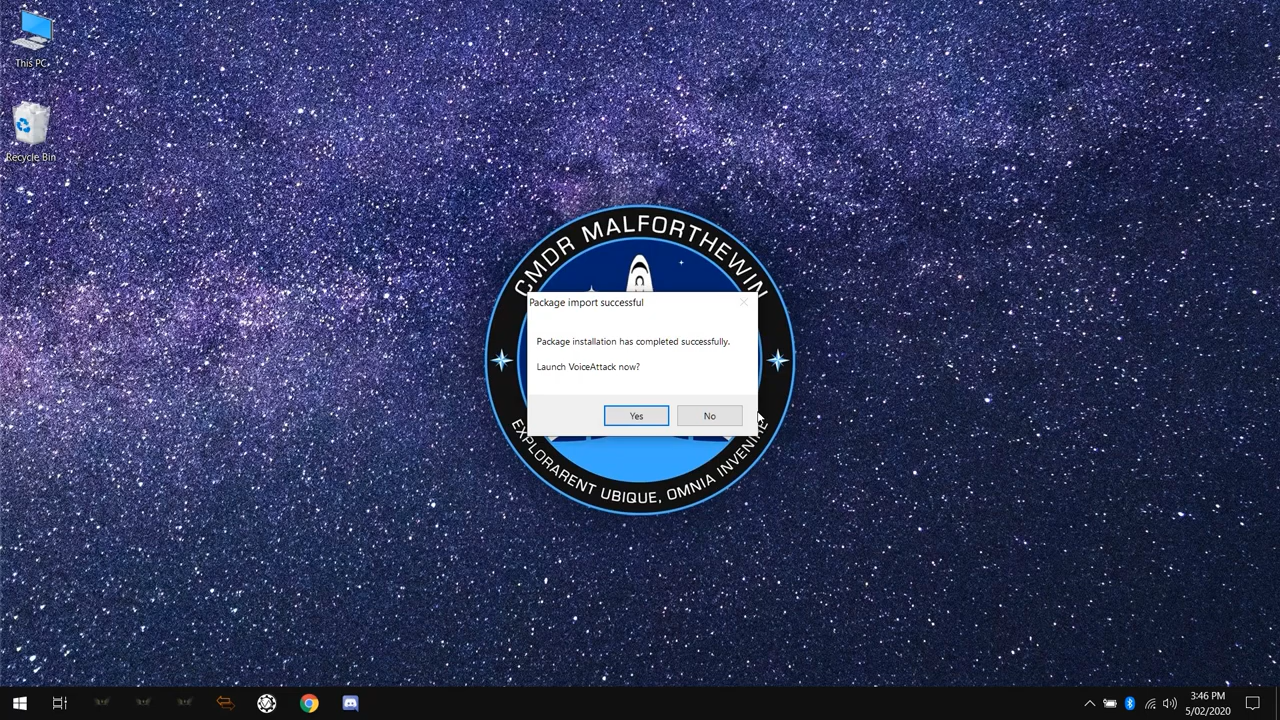 This PC
Recycle Bin
CMDR MALFORTHEWIN
Package import successful
Package installation has completed successfully.
Launch VoiceAttack now?
Yes
No
EXPLORARENT UBIQUE, OMNIA INVENIRE
3:46 PM
5/02/2020